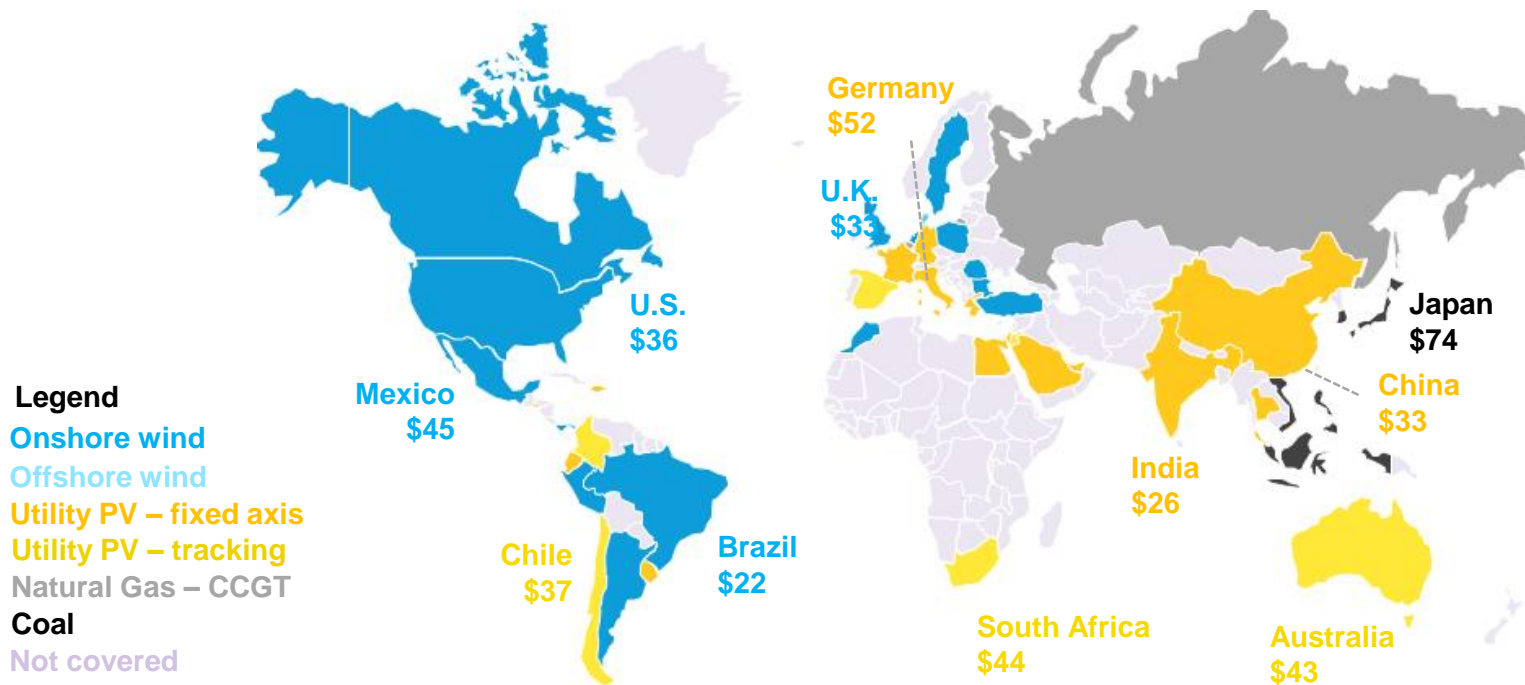 Germany
$52
U.K.
$33
U.S.
$36
Japan
$74
Mexico
$45
China
$33
India
$26
Chile
$37
Brazil
$22
South Africa
$44
Australia
$43
Legend
Onshore wind
Offshore wind
Utility PV – fixed axis
Utility PV – tracking
Natural Gas – CCGT
Coal
Not covered